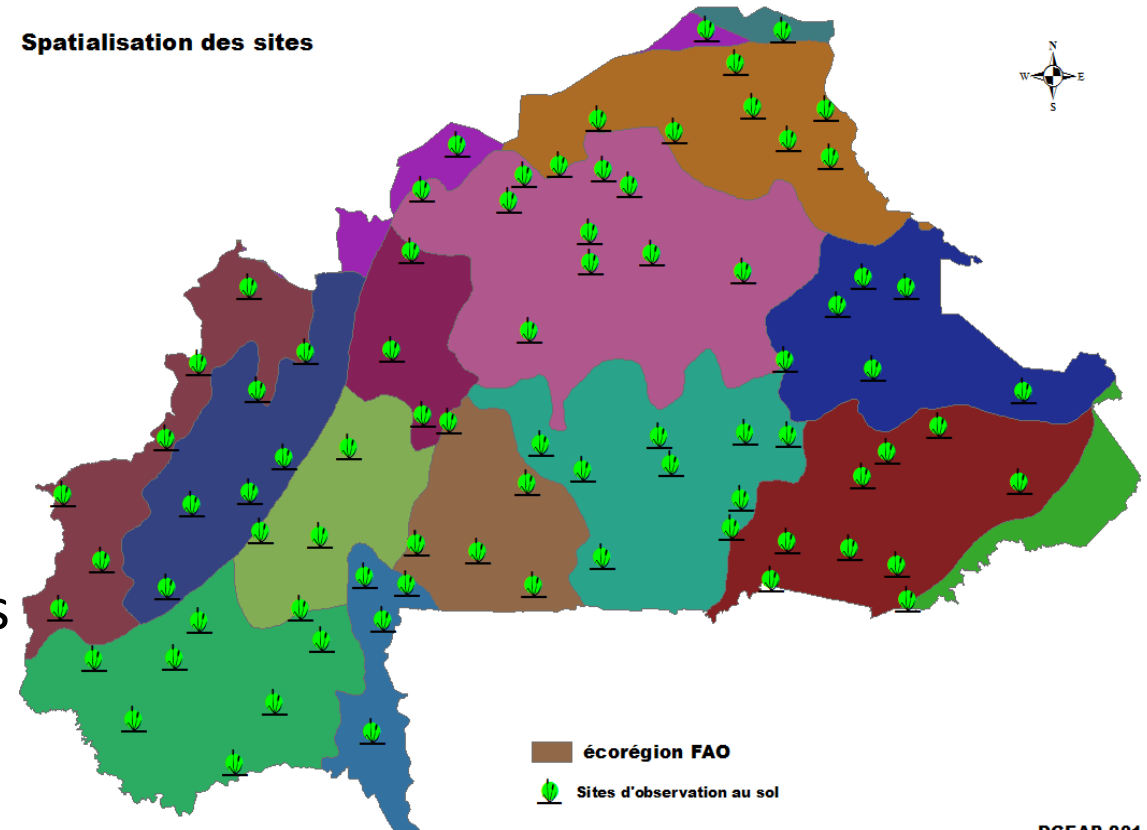 Spatialisation des sites
N
W E
S
S
écorégion FAO
Sites d'observation au sol